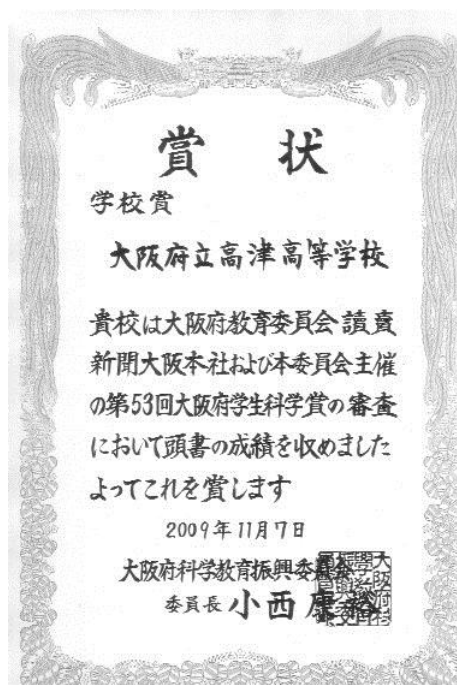 賞状
学校賞
大阪府立高津高等学校
貴校は大阪府教育委員会讀賣
新聞大阪本社および本委員会主催
の第53回大阪府学生科学賞の審査
において頭書の成績を収めました
よってこれを賞します
2009年11月7日
大阪府科学教育振興委員会
委員長 小西康裕